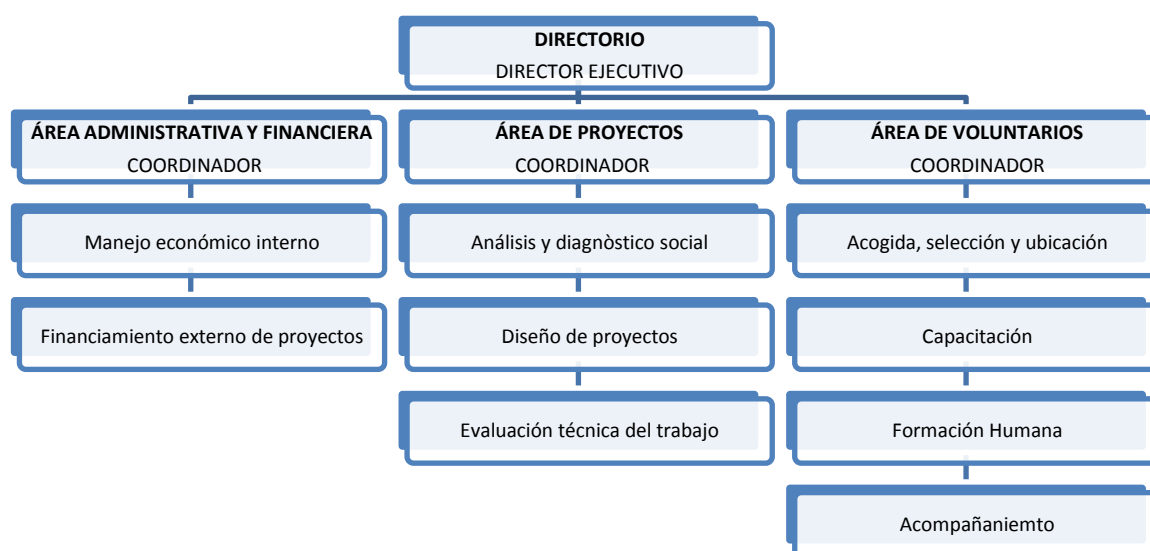 DIRECTORIO
DIRECTOR EJECUTIVO
ÁREA ADMINISTRATIVA Y FINANCIERA
COORDINADOR
Manejo económico interno
Financiamiento externo de proyectos
ÁREA DE PROYECTOS
COORDINADOR
Análisis y diagnòstico social
Diseño de proyectos
Evaluación técnica del trabajo
ÁREA DE VOLUNTARIOS
COORDINADOR
Acogida, selección y ubicación
Capacitación
Formación Humana
Acompañaniemto